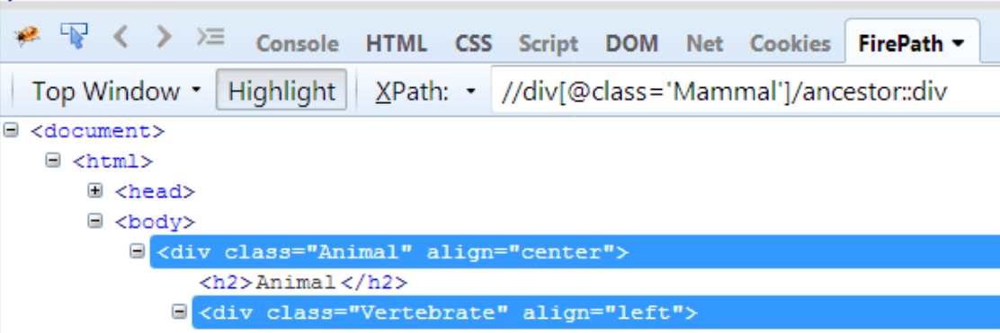 Console HTML CSS Script DOM Net Cookies FirePath
Top Window Highlight XPath: //div[@class='Mammal']/ancestor::div
<document>
<html>
<head>
<body>
<div class="Animal" align="center">
<h2>Animal</h2>
<div class="Vertebrate" align="left">